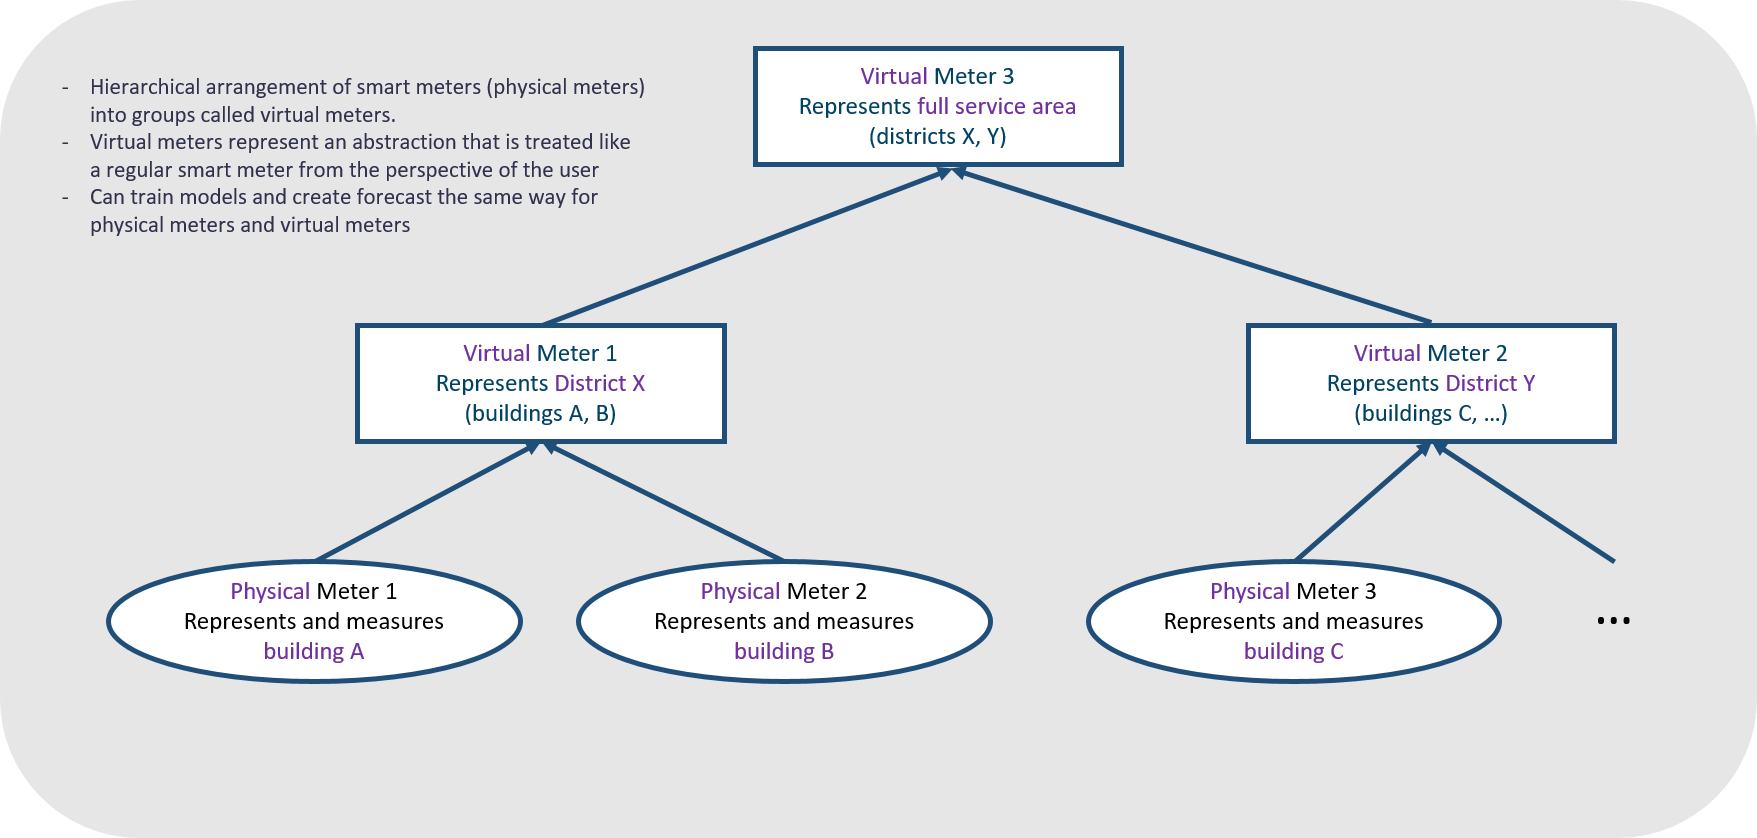 - Hierarchical arrangement of smart meters (physical meters)
into groups called virtual meters.
- Virtual meters represent an abstraction that is treated like
a regular smart meter from the perspective of the user
- Can train models and create forecast the same way for
physical meters and virtual meters
Virtual Meter 3
Represents full service area
(districts X, Y)
Virtual Meter 1
Represents District X
(buildings A, B)
Virtual Meter 2
Represents District Y
(buildings C, ...)
Physical Meter 1
Represents and measures
building A
Physical Meter 2
Represents and measures
building B
Physical Meter 3
Represents and measures
building C
...